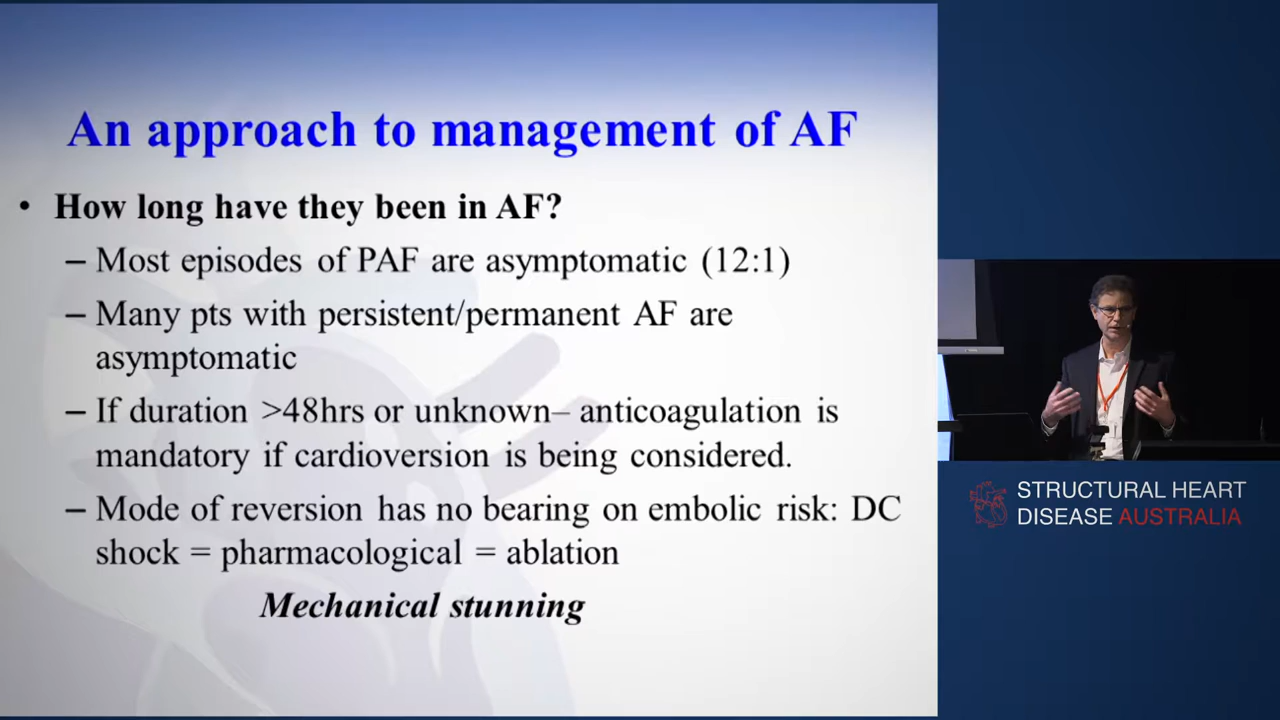 An approach to management of AF
• How long have they been in AF?
– Most episodes of PAF are asymptomatic (12:1)
– Many pts with persistent/permanent AF are
asymptomatic
– If duration >48hrs or unknown– anticoagulation is
mandatory if cardioversion is being considered.
– Mode of reversion has no bearing on embolic risk: DC
shock = pharmacological = ablation
Mechanical stunning
STRUCTURAL HEART
DISEASE AUSTRALIA